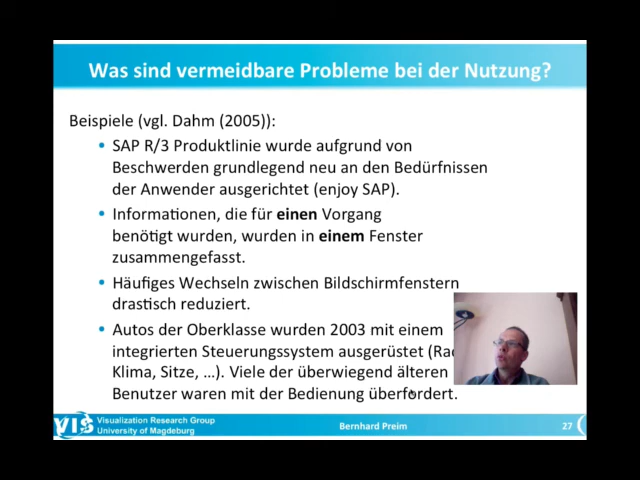 Was sind vermeidbare Probleme bei der Nutzung?
Beispiele (vgl. Dahm (2005)):
• SAP R/3 Produktlinie wurde aufgrund von
Beschwerden grundlegend neu an den Bedürfnissen
der Anwender ausgerichtet (enjoy SAP).
• Informationen, die für einen Vorgang
benötigt wurden, wurden in einem Fenster
zusammengefasst.
• Häufiges Wechseln zwischen Bildschirmfenstern
drastisch reduziert.
• Autos der Oberklasse wurden 2003 mit einem
integrierten Steuerungssystem ausgerüstet
Klima, Sitze, …). Viele der überwiegend älteren
Benutzer waren mit der Bedienung überfordert.
VIS
Visualization Research Group
University of Magdeburg
Bernhard Preim
27